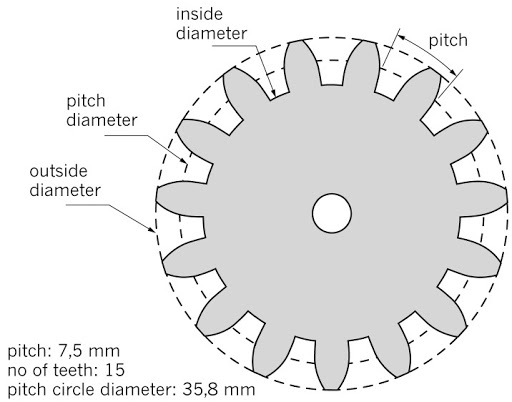 inside
diameter
pitch
pitch
diameter
outside
diameter
pitch: 7,5 mm
no of teeth: 15
pitch circle diameter: 35,8 mm